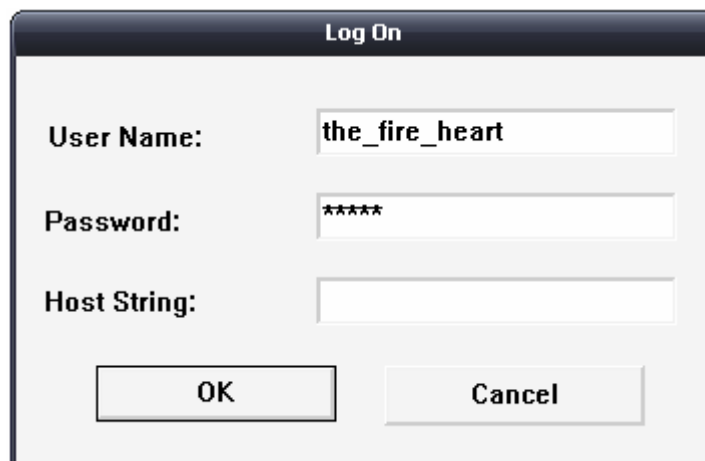 Log On
User Name: the_fire_heart
Password: *****
Host String:
OK Cancel